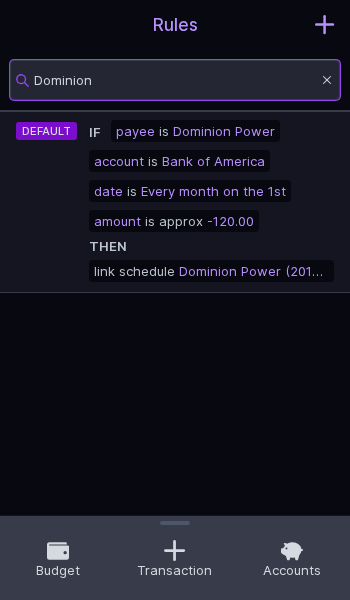 Rules
Dominion
DEFAULT IF payee is Dominion Power
account is Bank of America
date is Every month on the 1st
amount is approx -120.00
THEN
link schedule Dominion Power (201...
Budget Transaction Accounts